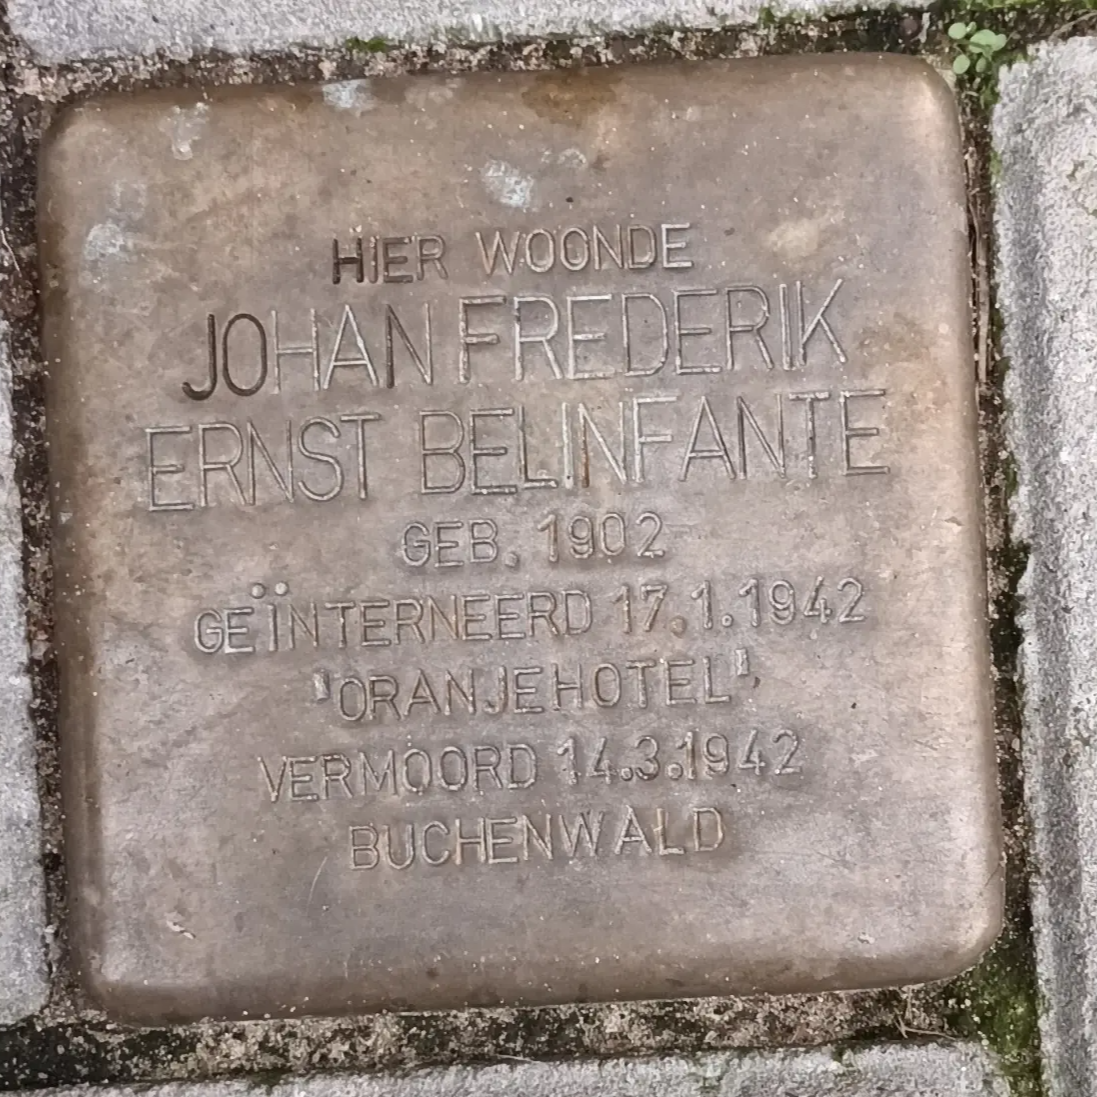 HIER WOONDE
JOHAN FREDERIK
ERNST BELINFANTE
GEB. 1902
GEÏNTERNEERD 17.1.1942
'ORANJEHOTEL'
VERMOORD 14.3.1942
BUCHENWALD